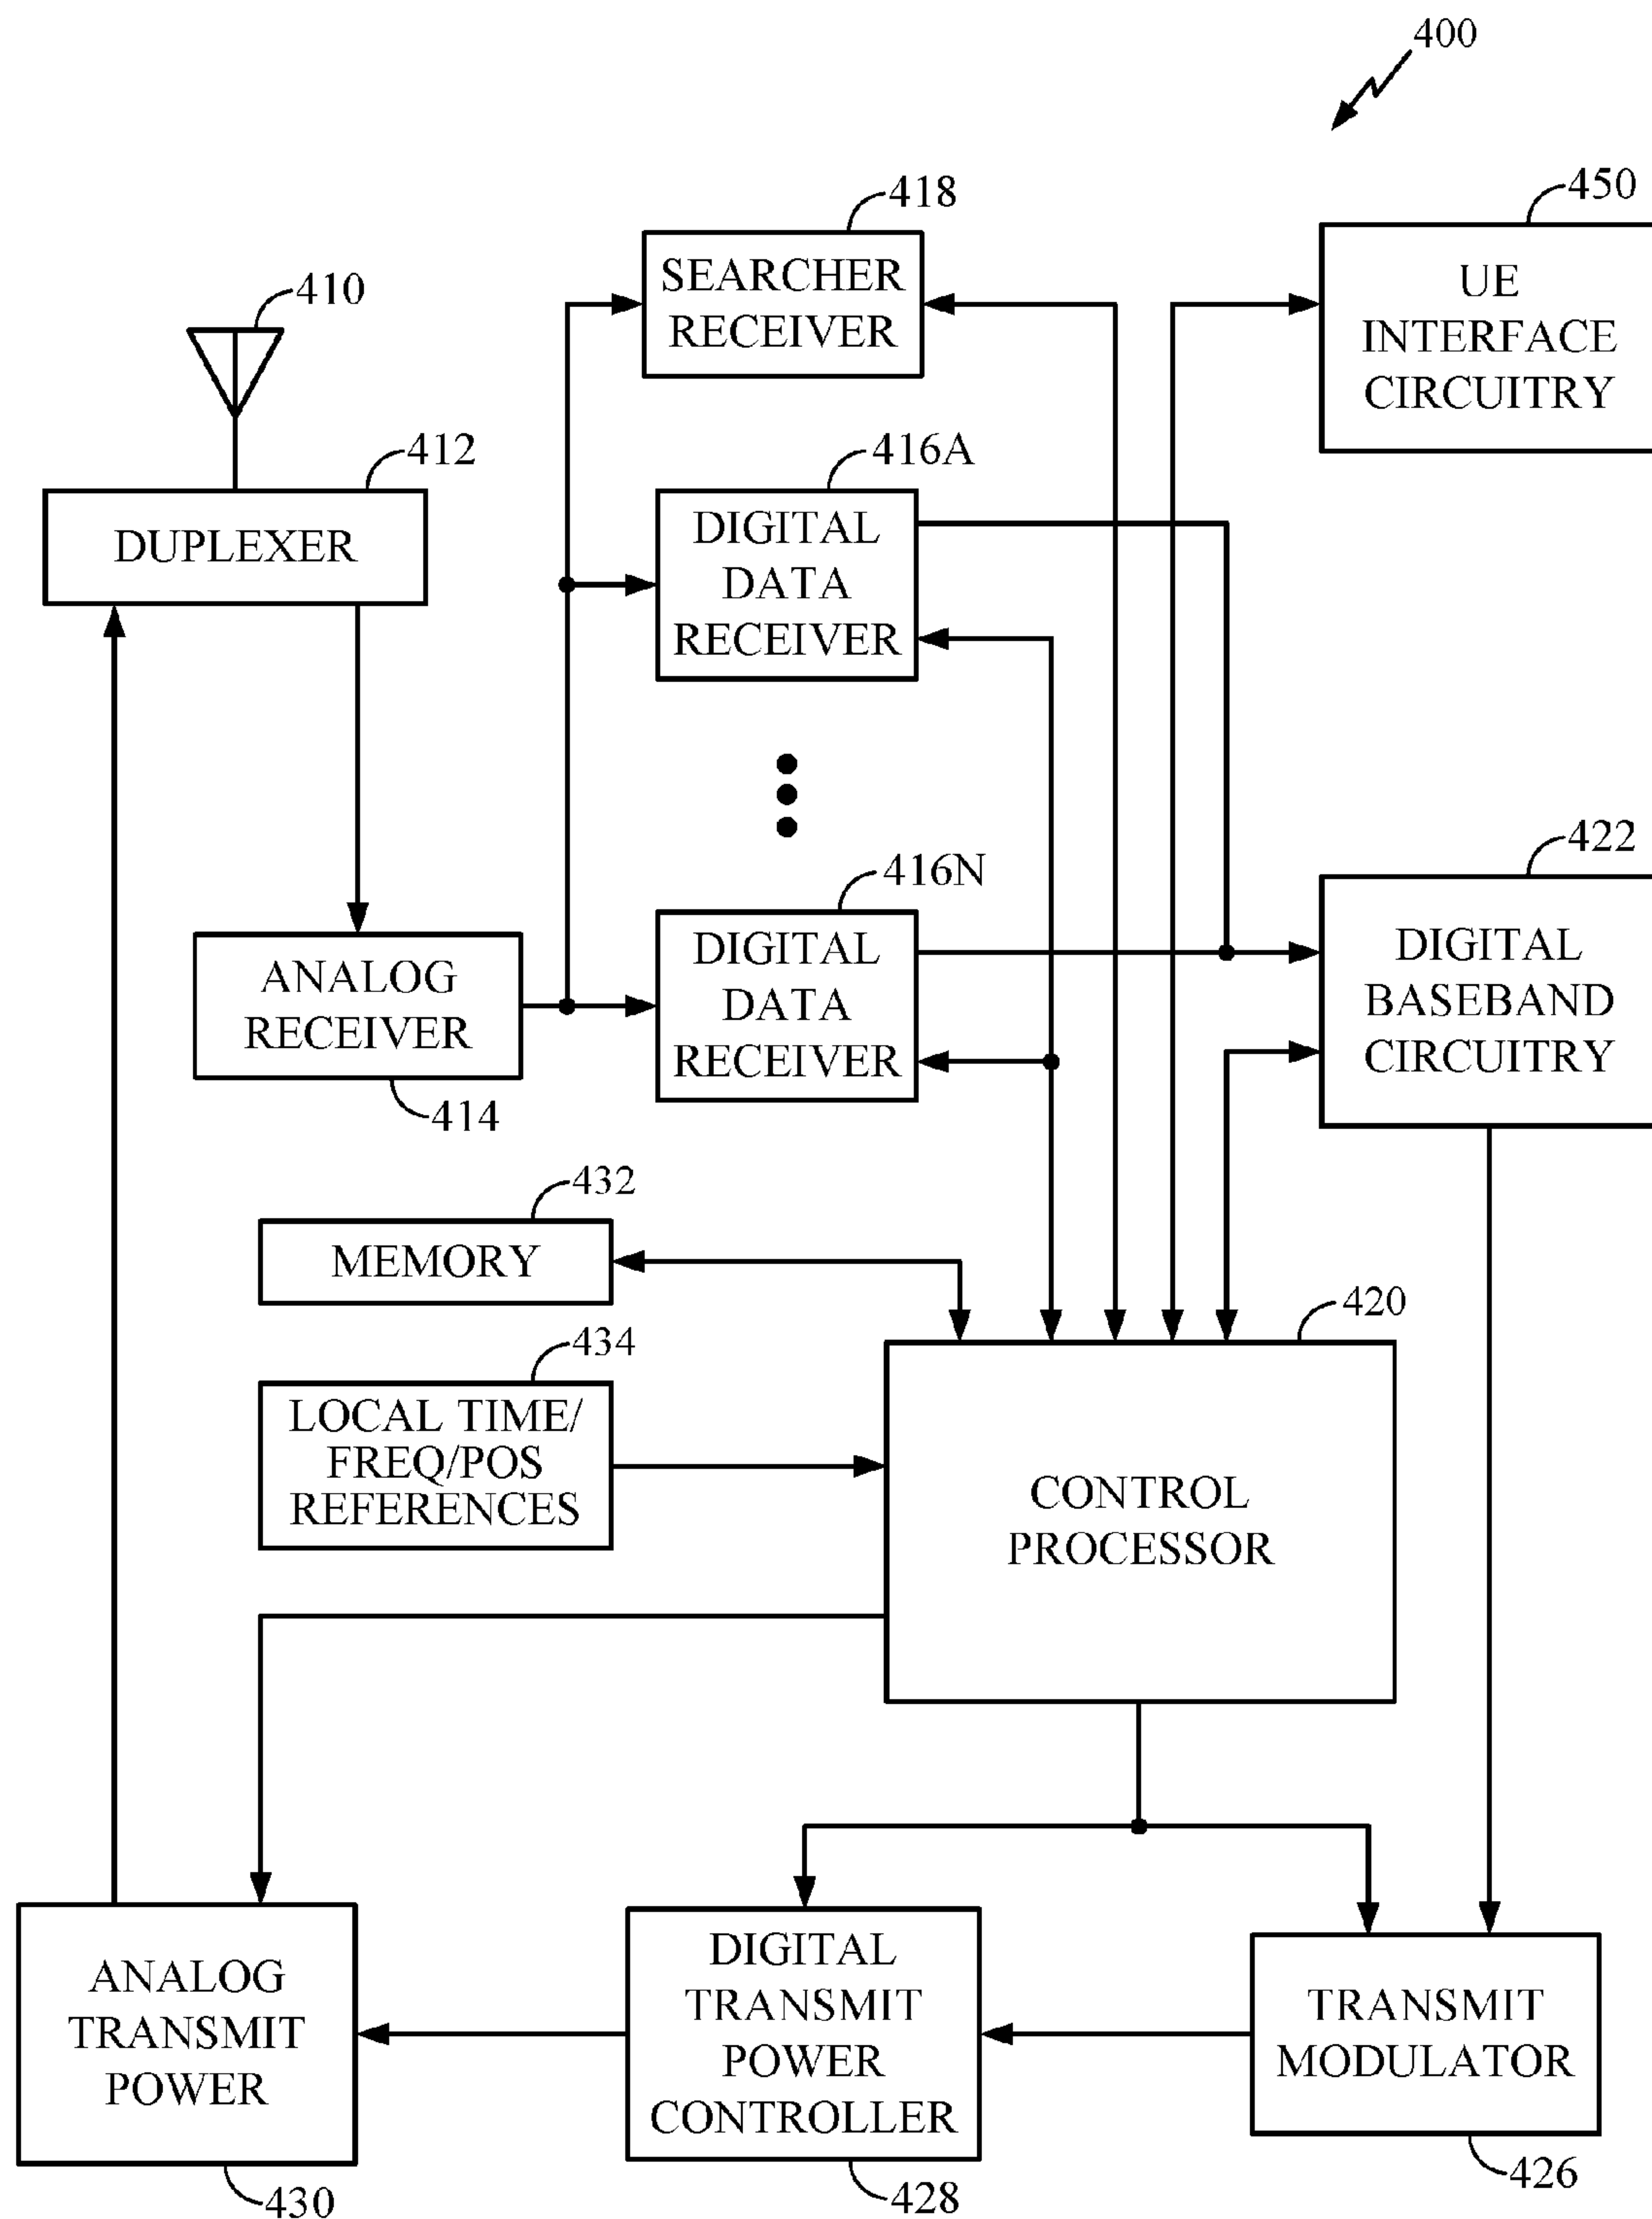 400
418
450
SEARCHER
RECEIVER
UE
INTERFACE
CIRCUITRY
410
412
416A
DUPLEXER
DIGITAL
DATA
RECEIVER
422
416N
ANALOG
RECEIVER
414
DIGITAL
DATA
RECEIVER
DIGITAL
BASEBAND
CIRCUITRY
432
MEMORY
420
434
LOCAL TIME/
FREQ/POS
REFERENCES
CONTROL
PROCESSOR
ANALOG
TRANSMIT
POWER
430
DIGITAL
TRANSMIT
POWER
CONTROLLER
428
TRANSMIT
MODULATOR
426